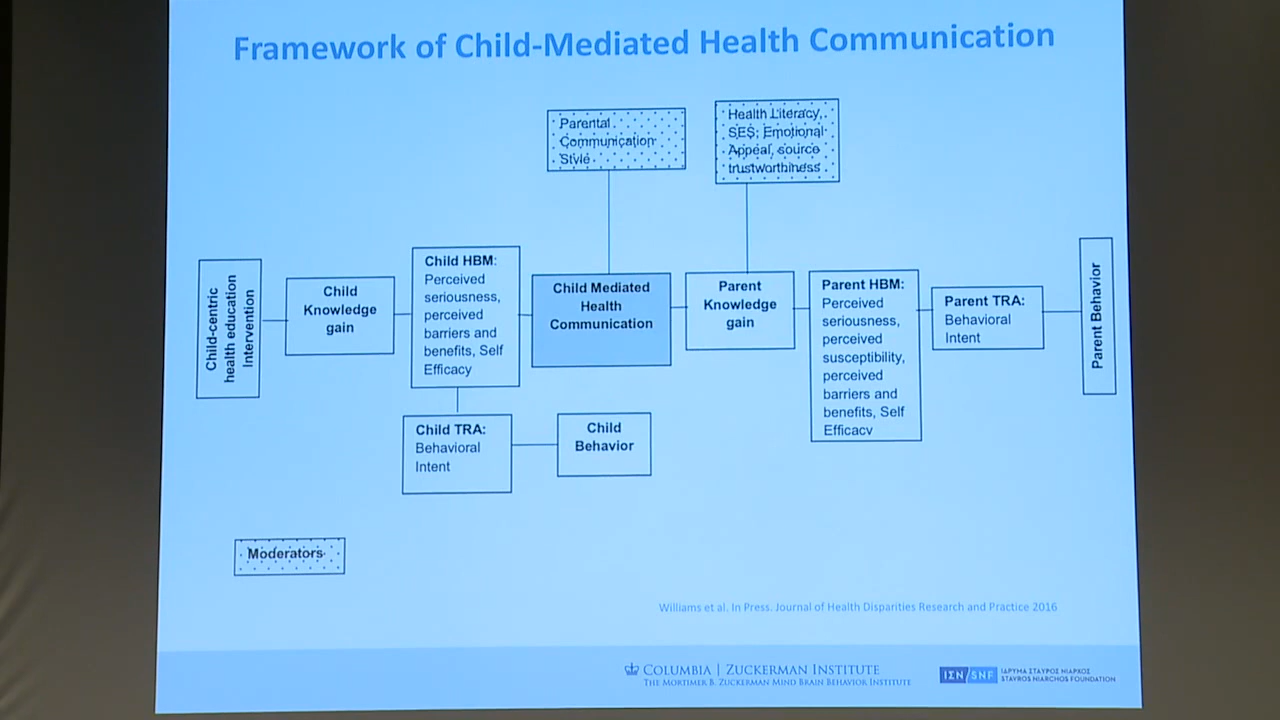 Framework of Child-Mediated Health Communication
Parental
Communication
Style
Health Literacy,
SES; Emotional
Appeal, source
trustworthiness
Child-centric
health education
Intervention
Child
Knowledge
gain
Child HBM:
Perceived
seriousness,
perceived
barriers and
benefits, Self
Efficacy
Child Mediated
Health
Communication
Parent
Knowledge
gain
Parent HBM:
Perceived
seriousness,
perceived
susceptibility,
perceived
barriers and
benefits, Self
Efficacy
Parent TRA:
Behavioral
Intent
Parent Behavior
Child TRA:
Behavioral
Intent
Child
Behavior
Moderators
Williams et al. In Press. Journal of Health Disparities Research and Practice 2016
COLUMBIA | ZUCKERMAN INSTITUTE
THE MORTIMER B. ZUCKERMAN MIND BRAIN BEHAVIOR INSTITUTE
ΙΣΝ/SNF
ΙΔΡΥΜΑ ΣΤΑΥΡΟΣ ΝΙΑΡΧΟΣ
STAVROS NIARCHOS FOUNDATION